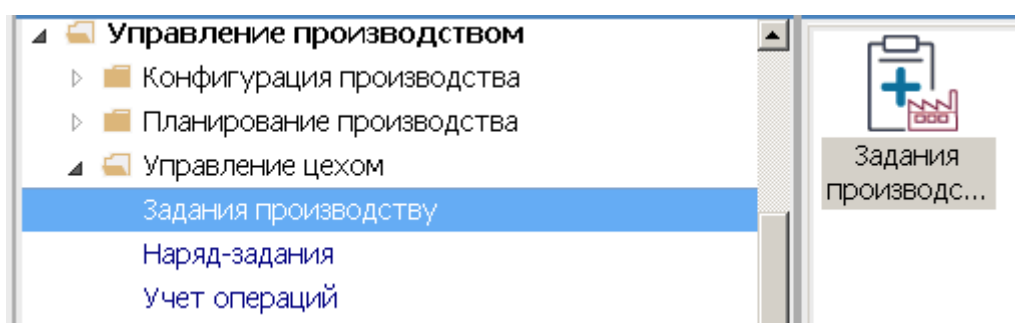 Управление производством
Конфигурация производства
Планирование производства
Управление цехом
Задания производству
Наряд-задания
Учет операций
Задания
производс...